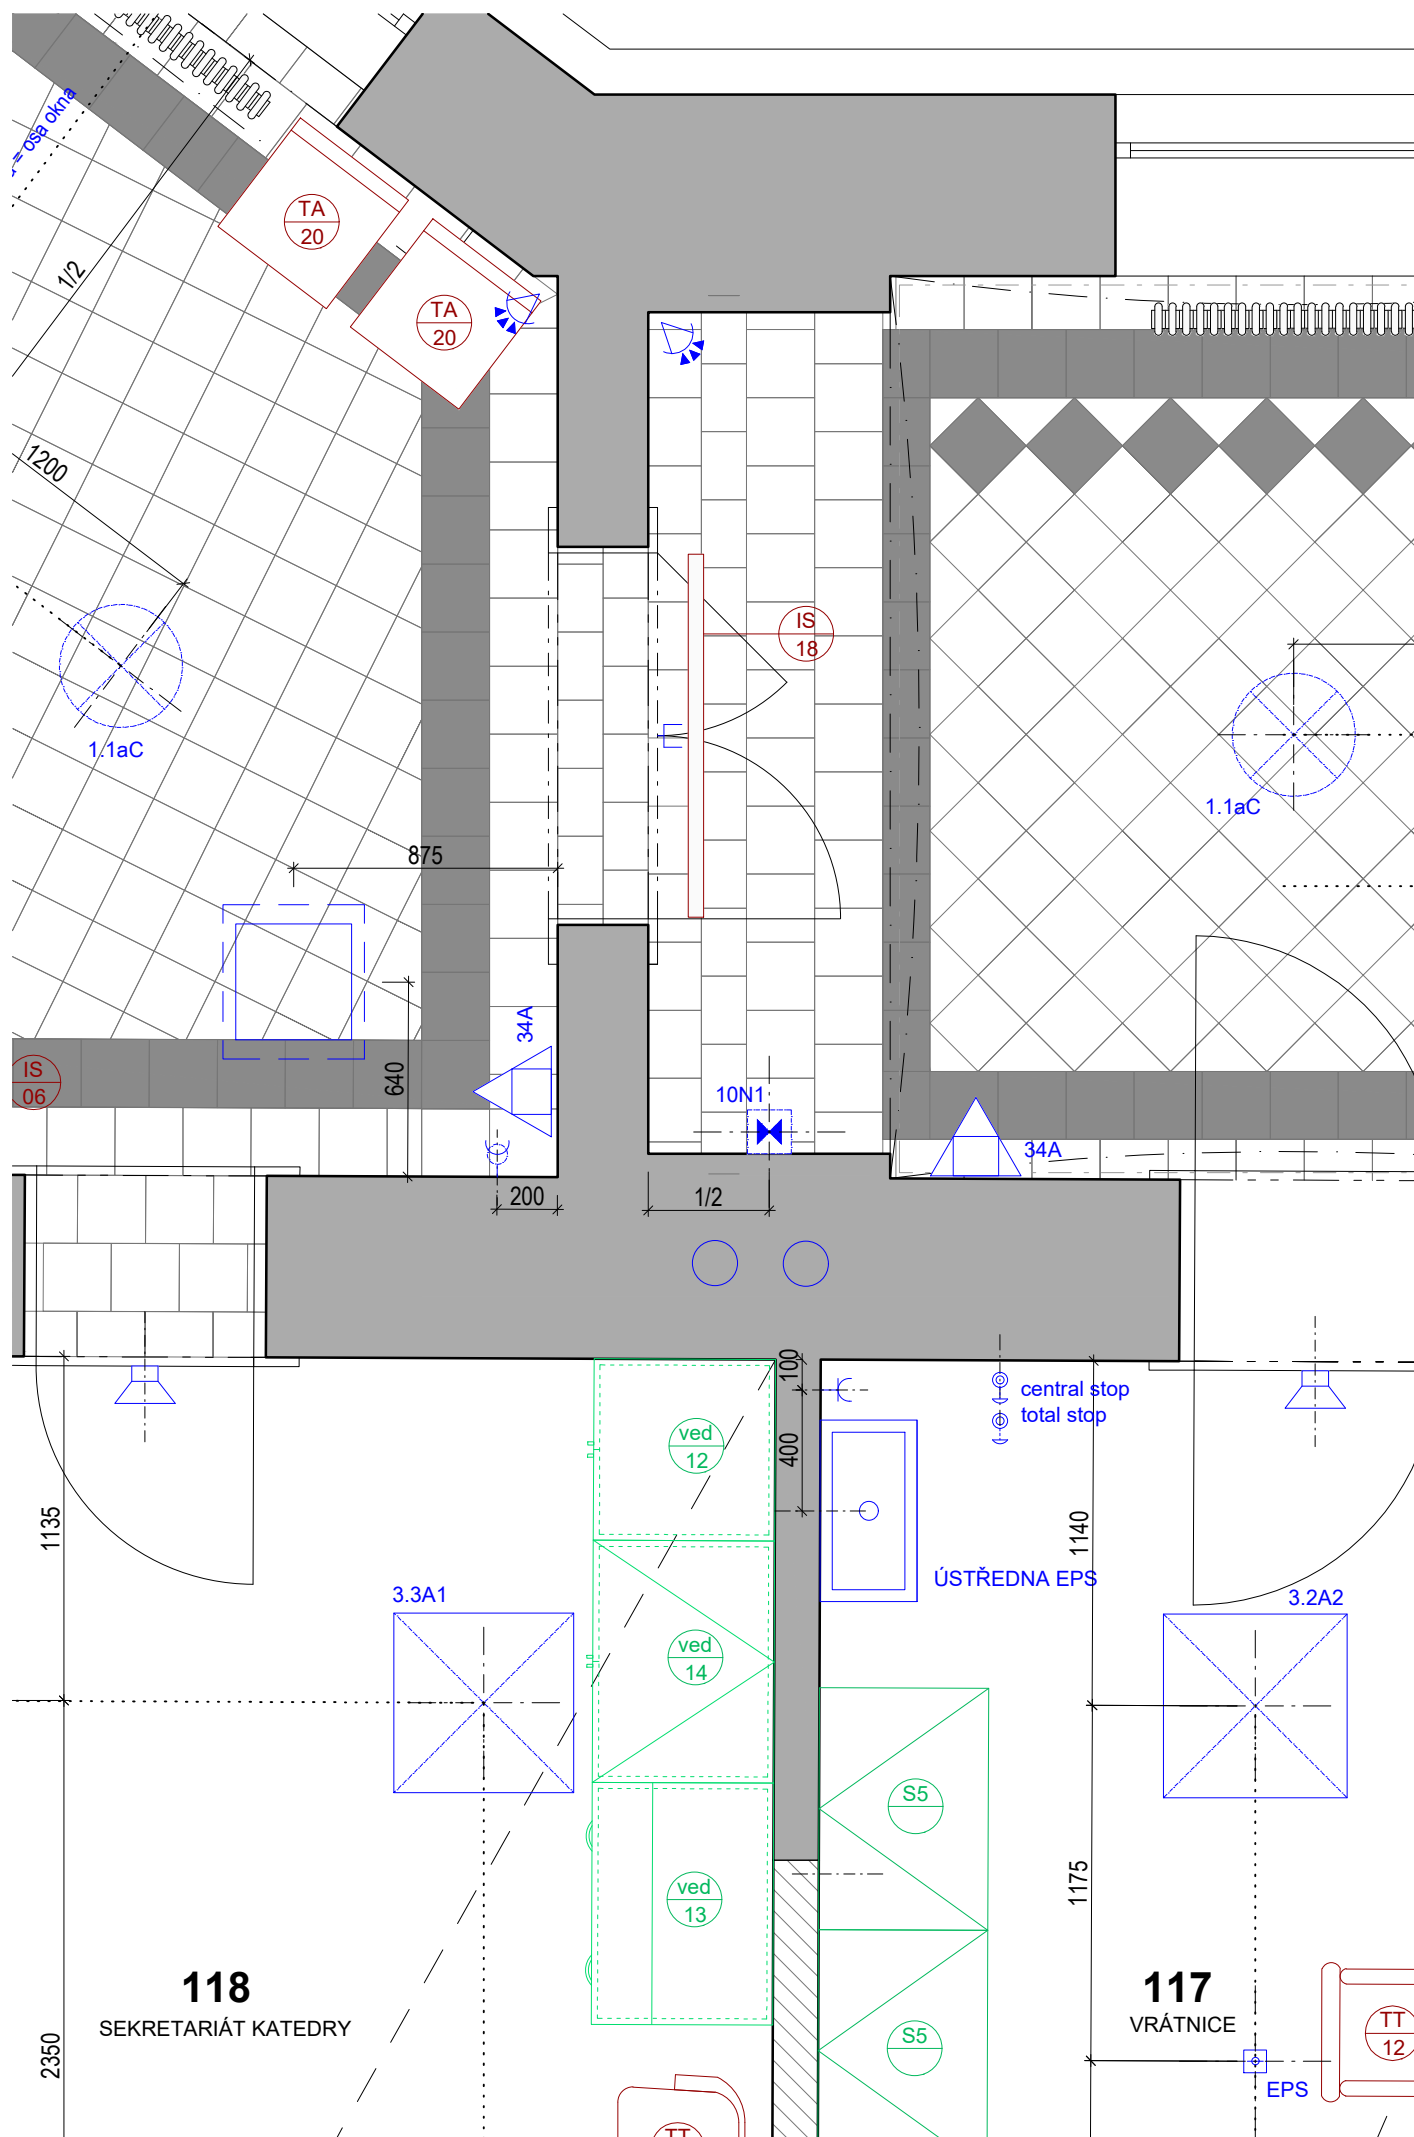 = osa okna
TA
20
1/2
TA
20
1200
IS
18
1.1aC
1.1aC
875
34A
IS
06
640
10N1
34A
200
1/2
100
central stop
total stop
ved
12
400
1135
1140
ÚSTŘEDNA EPS
3.3A1
3.2A2
ved
14
S5
1175
ved
13
118
SEKRETARIÁT KATEDRY
117
VRÁTNICE
2350
S5
TT
12
EPS
TT